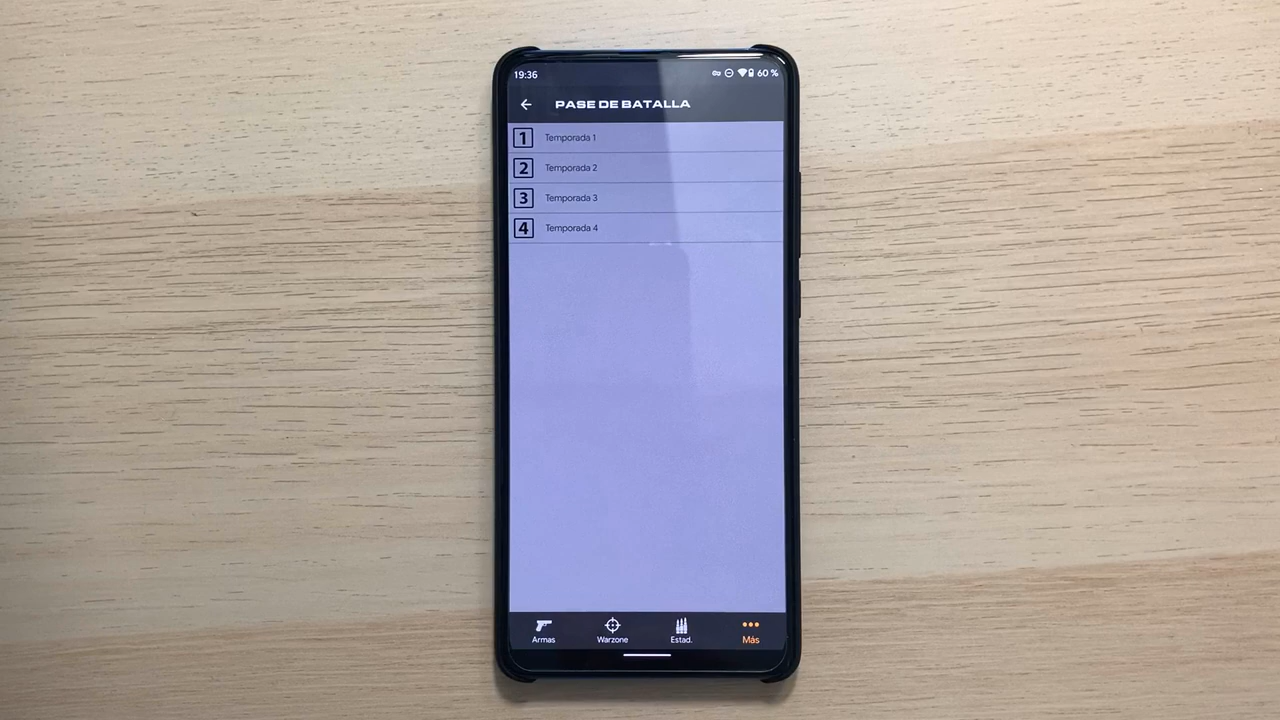 19:36 60 %
PASE DE BATALLA
1 Temporada 1
2 Temporada 2
3 Temporada 3
4 Temporada 4
Armas Warzone Estad. Más